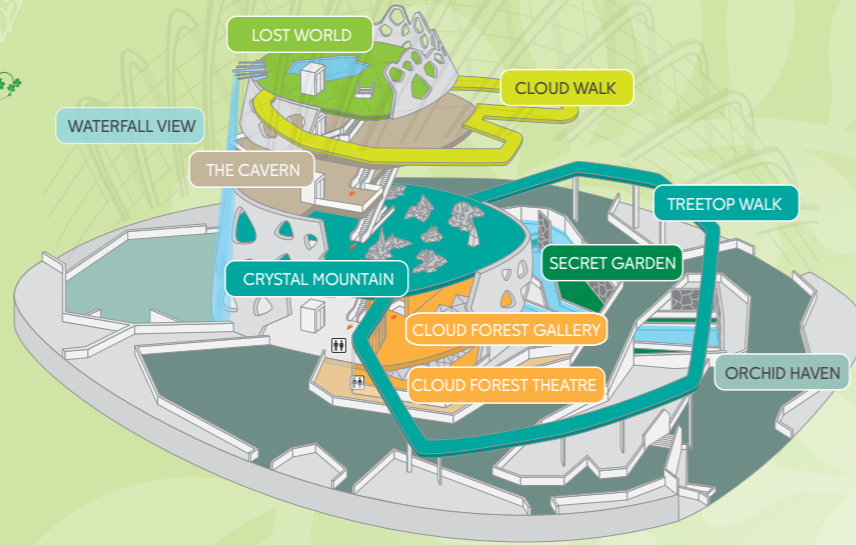 LOST WORLD
CLOUD WALK
WATERFALL VIEW
THE CAVERN
TREETOP WALK
SECRET GARDEN
CRYSTAL MOUNTAIN
CLOUD FOREST GALLERY
ORCHID HAVEN
CLOUD FOREST THEATRE